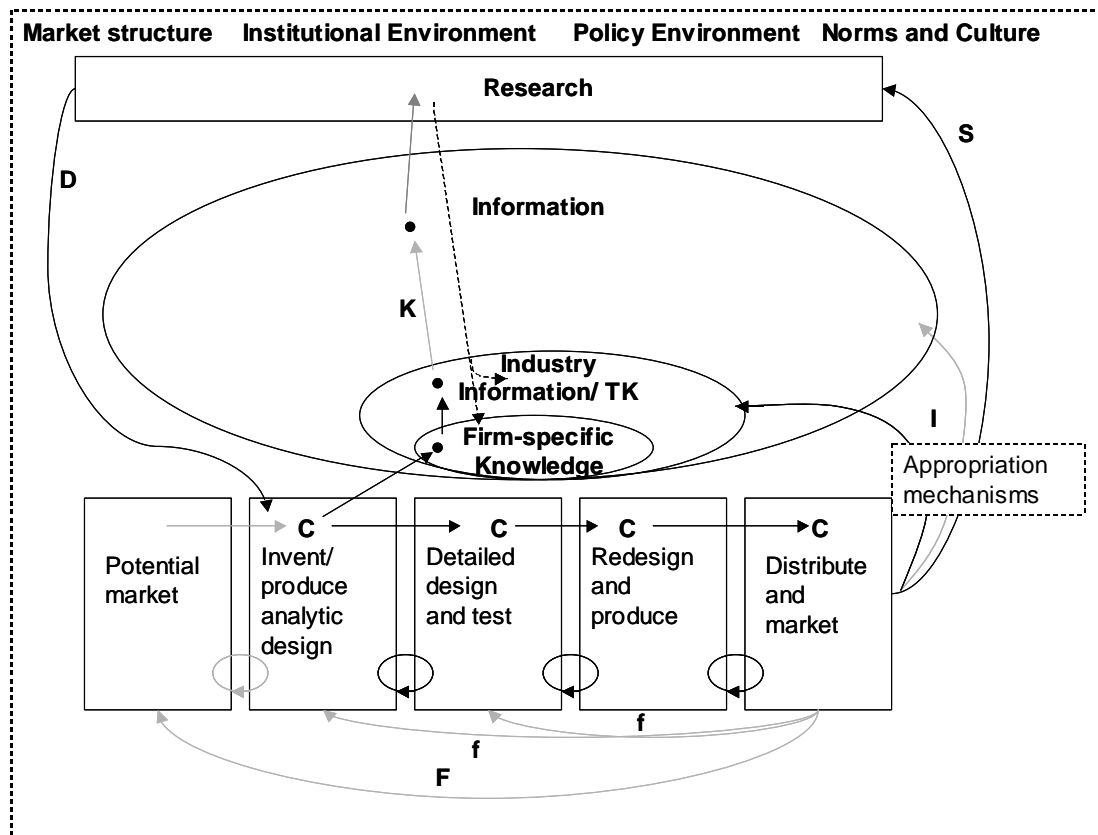 Market structure Institutional Environment Policy Environment Norms and Culture
Research
S
D
Information
K
Industry
Information/ TK
I
Firm-specific
Knowledge
Appropriation
mechanisms
C C C C
Potential
market
Invent/
produce
analytic
design
Detailed
design
and test
Redesign
and
produce
Distribute
and
market
f
f
F